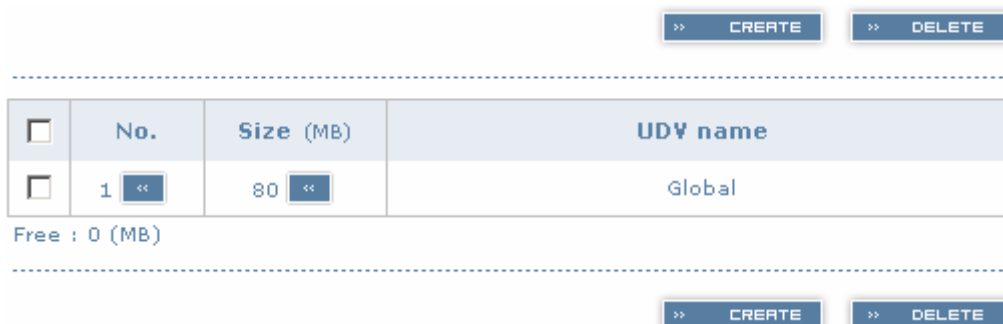 » CREATE » DELETE
No. Size (MB) UDV name
1 « 80 « Global
Free : 0 (MB)
» CREATE » DELETE